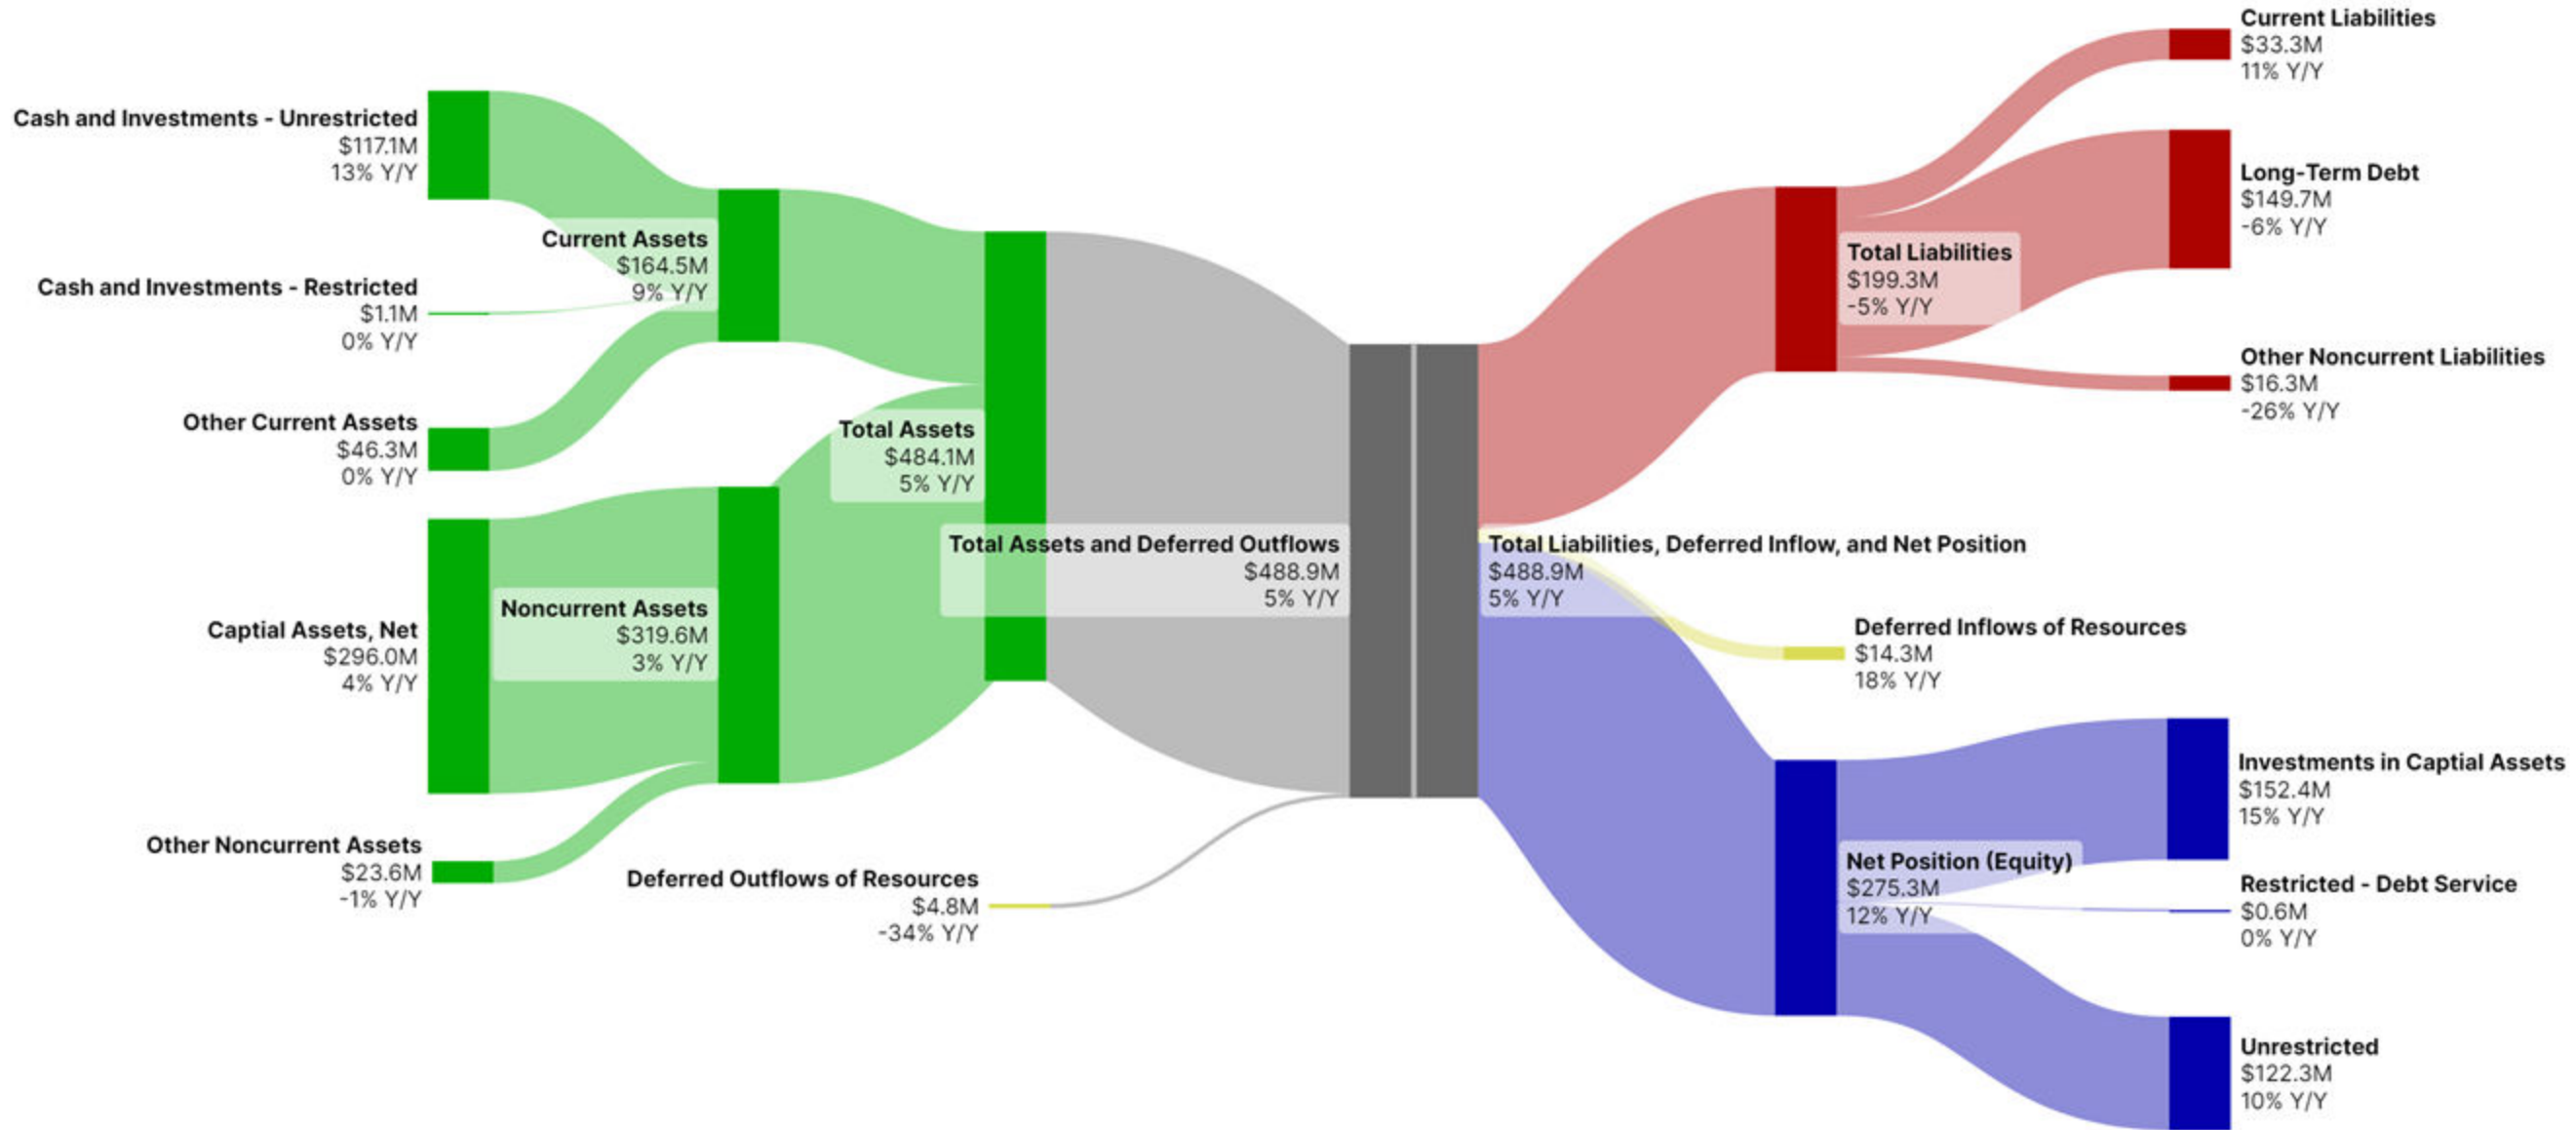 Cash and Investments - Unrestricted
$117.1M
13% Y/Y
Cash and Investments - Restricted
$1.1M
0% Y/Y
Other Current Assets
$46.3M
0% Y/Y
Captial Assets, Net
$296.0M
4% Y/Y
Other Noncurrent Assets
$23.6M
-1% Y/Y
Current Assets
$164.5M
9% Y/Y
Noncurrent Assets
$319.6M
3% Y/Y
Total Assets
$484.1M
5% Y/Y
Deferred Outflows of Resources
$4.8M
-34% Y/Y
Total Assets and Deferred Outflows
$488.9M
5% Y/Y
Total Liabilities, Deferred Inflow, and Net Position
$488.9M
5% Y/Y
Total Liabilities
$199.3M
-5% Y/Y
Deferred Inflows of Resources
$14.3M
18% Y/Y
Net Position (Equity)
$275.3M
12% Y/Y
Current Liabilities
$33.3M
11% Y/Y
Long-Term Debt
$149.7M
-6% Y/Y
Other Noncurrent Liabilities
$16.3M
-26% Y/Y
Investments in Captial Assets
$152.4M
15% Y/Y
Restricted - Debt Service
$0.6M
0% Y/Y
Unrestricted
$122.3M
10% Y/Y